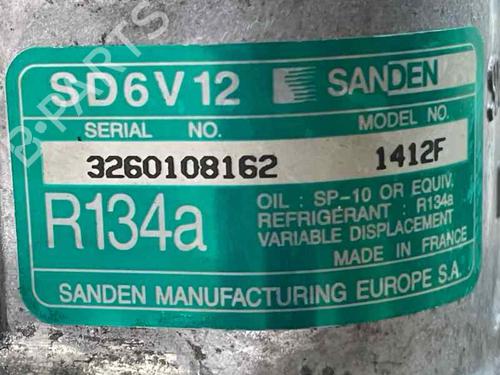 SD6V12 SANDEN
SERIAL NO. MODEL NO.
3260108162 1412F
R134a
OIL : SP-10 OR EQUIV.
REFRIGÉRANT : R134a
VARIABLE DISPLACEMENT
MADE IN FRANCE
SANDEN MANUFACTURING EUROPE S.A.
B-PARTS